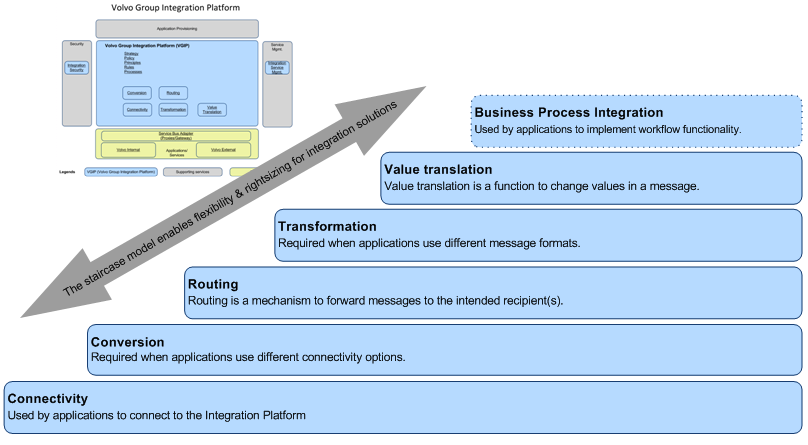 Volvo Group Integration Platform
Application Provisioning
Security
Integration
Security
Volvo Group Integration Platform (VGIP)
Strategy
Policy
Principles
Rules
Processes
Conversion
Routing
Connectivity
Transformation
Value
Translation
Service
Mgmt.
Integration
Service
Mgmt.
Service Bus Adapter
(Proxies/Gateway)
Volvo Internal
Applications/
Services
Volvo External
Legends
VGIP (Volvo Group Integration Platform)
Supporting services
The staircase model enables flexibility & rightsizing for integration solutions
Business Process Integration
Used by applications to implement workflow functionality.
Value translation
Value translation is a function to change values in a message.
Transformation
Required when applications use different message formats.
Routing
Routing is a mechanism to forward messages to the intended recipient(s).
Conversion
Required when applications use different connectivity options.
Connectivity
Used by applications to connect to the Integration Platform